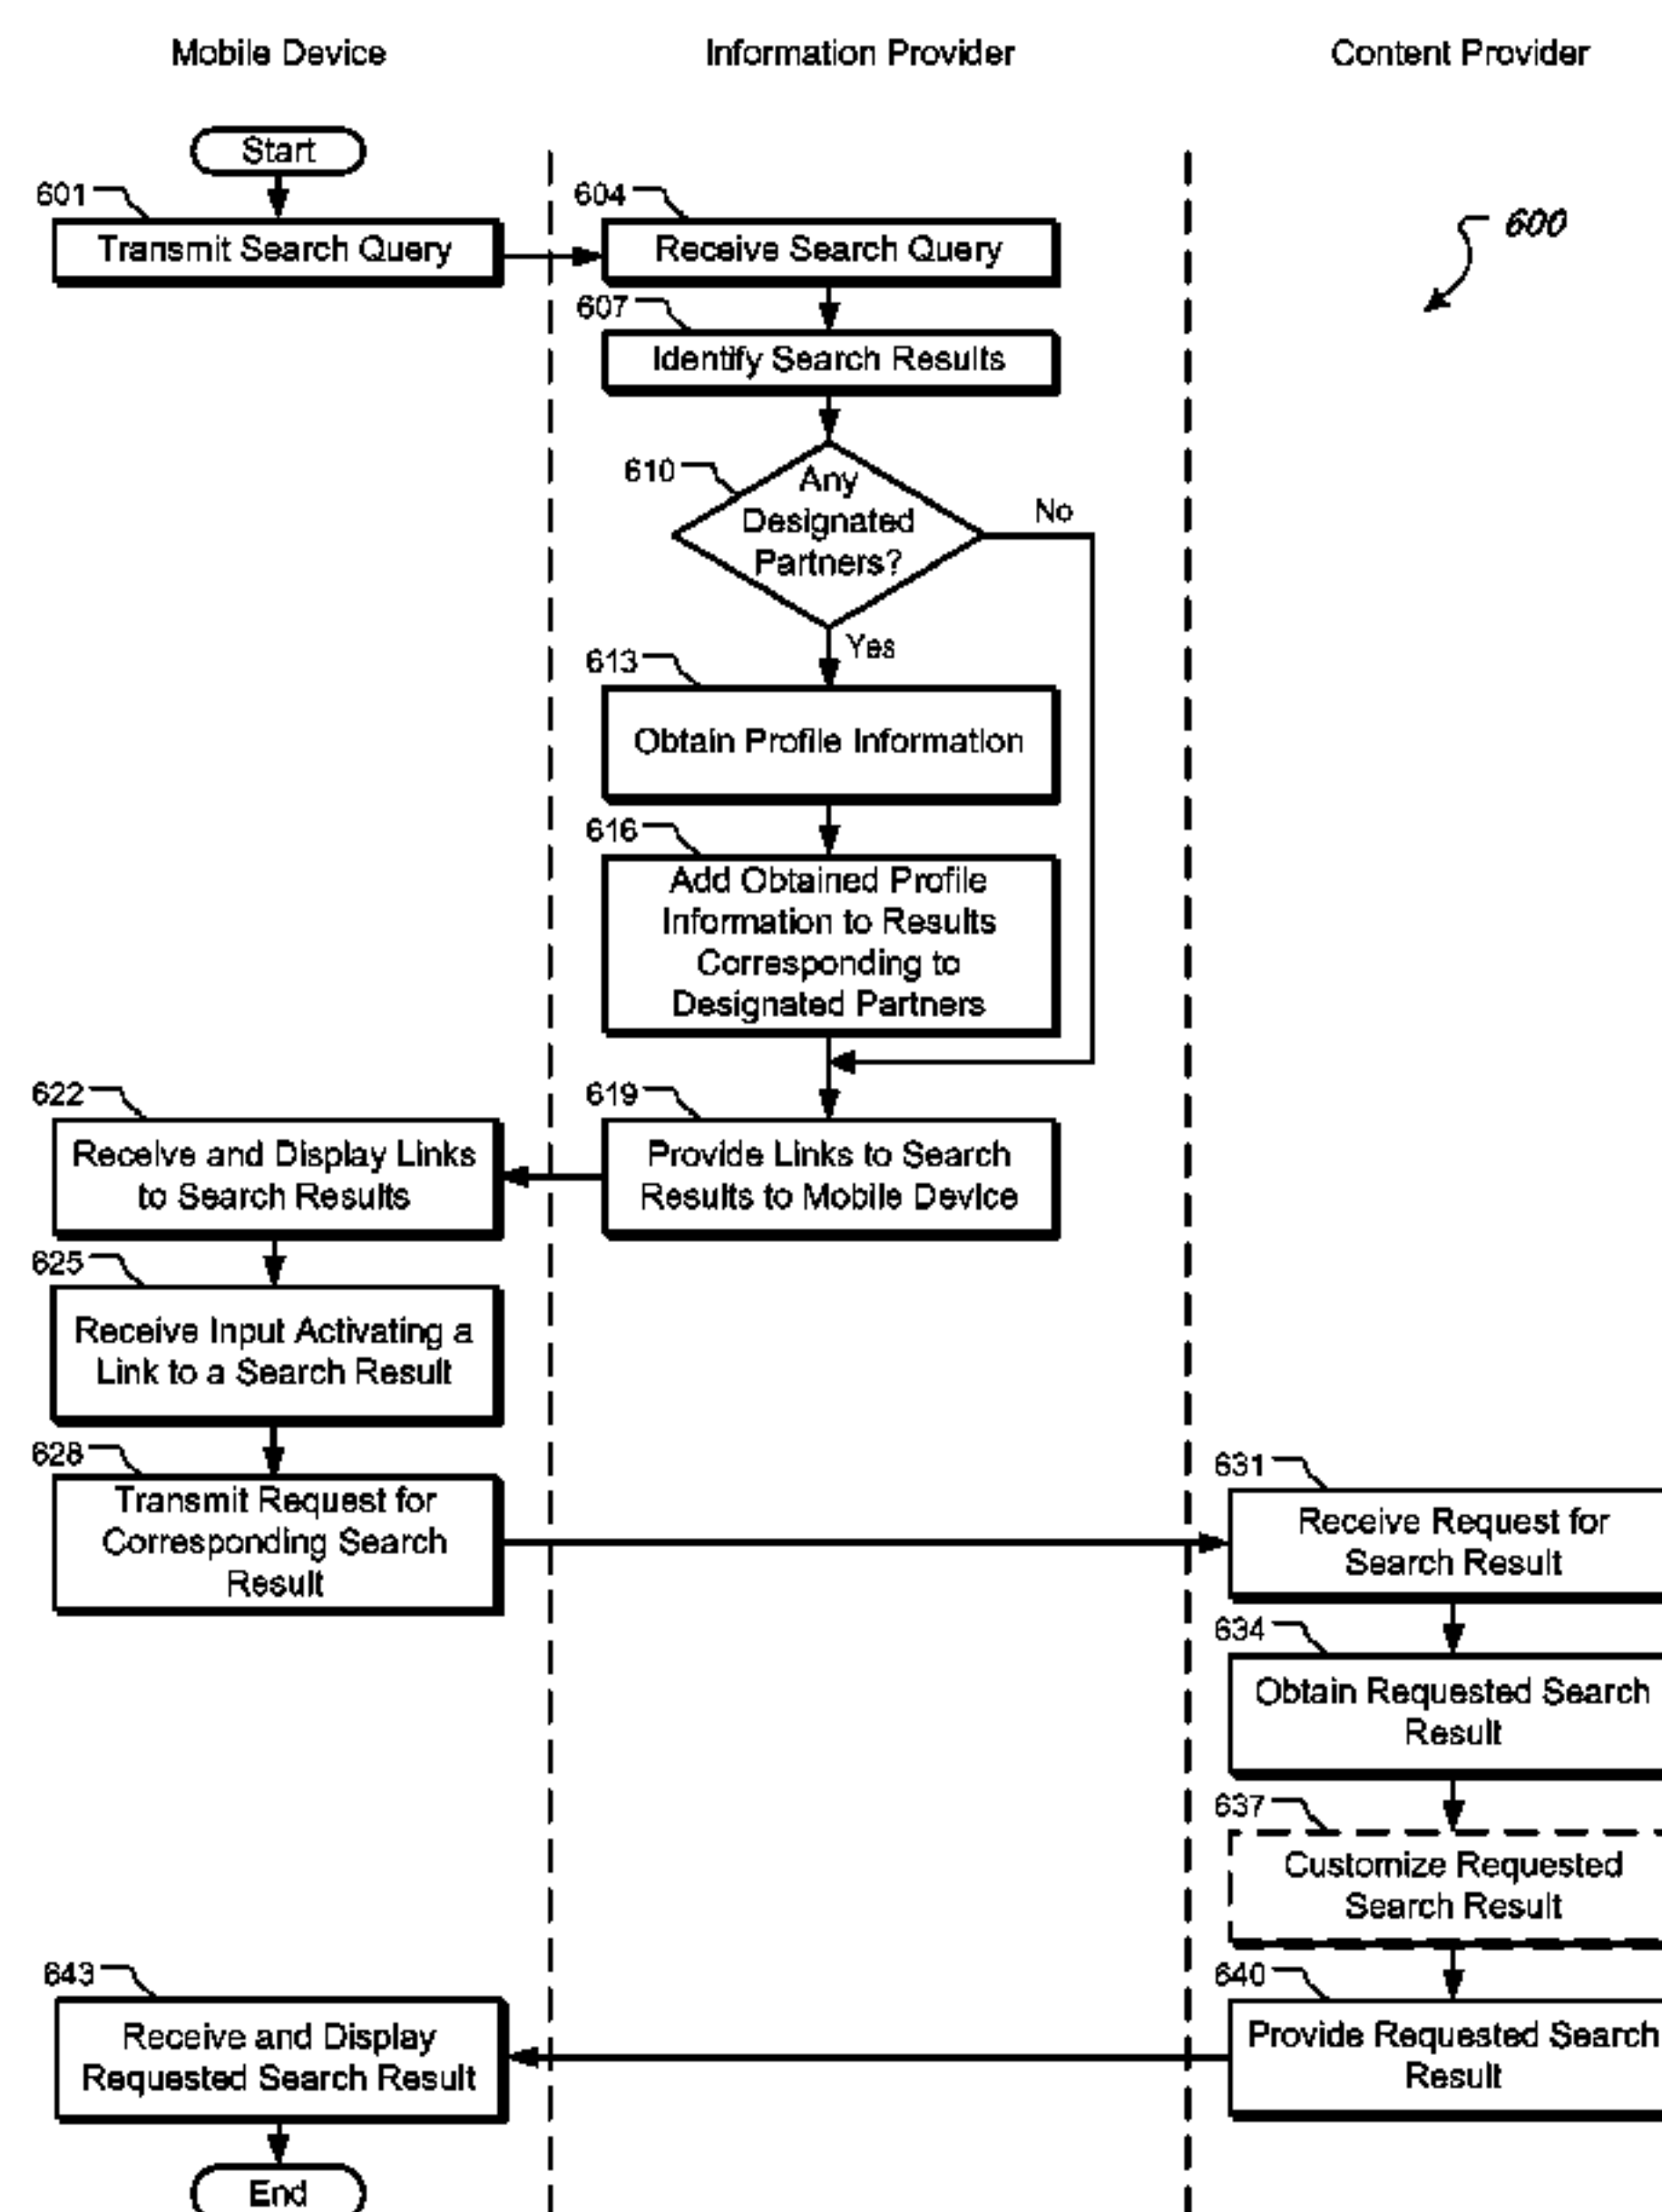 Mobile Device
Information Provider
Content Provider
Start
600
601
Transmit Search Query
604
Receive Search Query
607
Identify Search Results
610
Any
Designated
Partners?
No
Yes
613
Obtain Profile Information
616
Add Obtained Profile
Information to Results
Corresponding to
Designated Partners
619
Provide Links to Search
Results to Mobile Device
622
Receive and Display Links
to Search Results
625
Receive Input Activating a
Link to a Search Result
628
Transmit Request for
Corresponding Search
Result
631
Receive Request for
Search Result
634
Obtain Requested Search
Result
637
Customize Requested
Search Result
640
Provide Requested Search
Result
643
Receive and Display
Requested Search Result
End